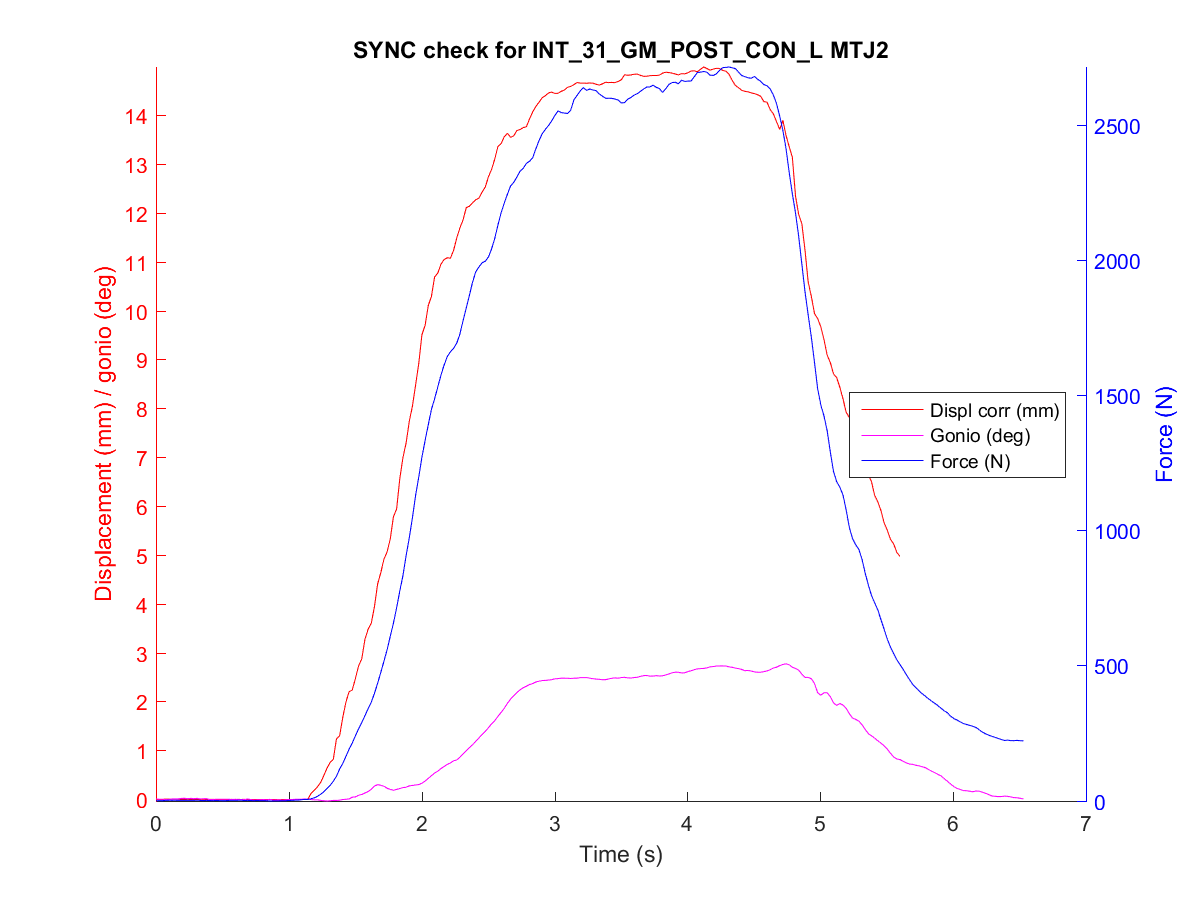 SYNC check for INT_31_GM_POST_CON_L MTJ2
14
13
12
11
10
9
8
7
6
5
4
3
2
1
0
Displacement (mm) / gonio (deg)
2500
2000
1500
1000
500
0
Force (N)
Displ corr (mm)
Gonio (deg)
Force (N)
0 1 2 3 4 5 6 7
Time (s)